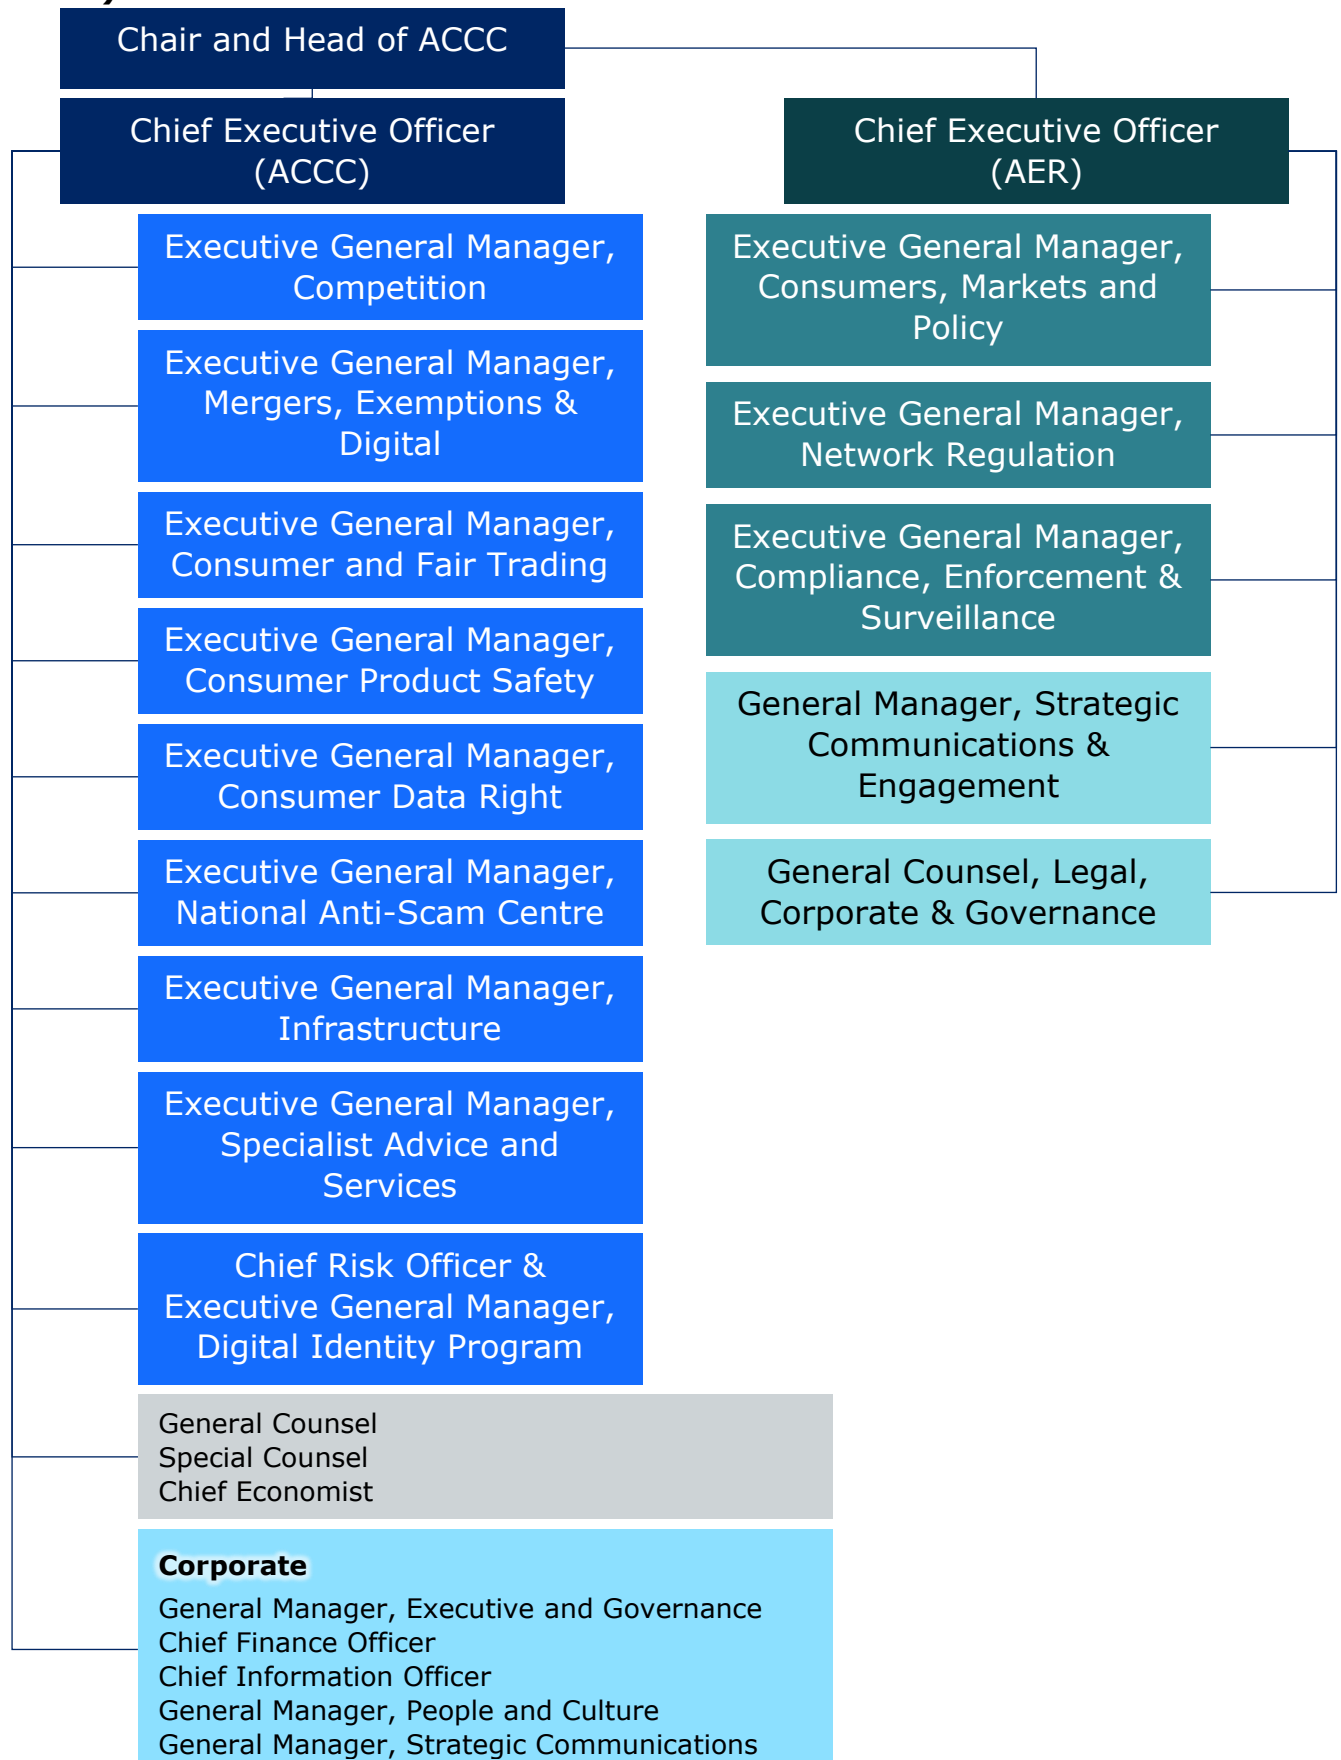 Chair and Head of ACCC
Chief Executive Officer
(ACCC)
Executive General Manager,
Competition
Executive General Manager,
Mergers, Exemptions &
Digital
Executive General Manager,
Consumer and Fair Trading
Executive General Manager,
Consumer Product Safety
Executive General Manager,
Consumer Data Right
Executive General Manager,
National Anti-Scam Centre
Executive General Manager,
Infrastructure
Executive General Manager,
Specialist Advice and
Services
Chief Risk Officer &
Executive General Manager,
Digital Identity Program
General Counsel
Special Counsel
Chief Economist
Corporate
General Manager, Executive and Governance
Chief Finance Officer
Chief Information Officer
General Manager, People and Culture
General Manager, Strategic Communications
Chief Executive Officer
(AER)
Executive General Manager,
Consumers, Markets and
Policy
Executive General Manager,
Network Regulation
Executive General Manager,
Compliance, Enforcement &
Surveillance
General Manager, Strategic
Communications &
Engagement
General Counsel, Legal,
Corporate & Governance